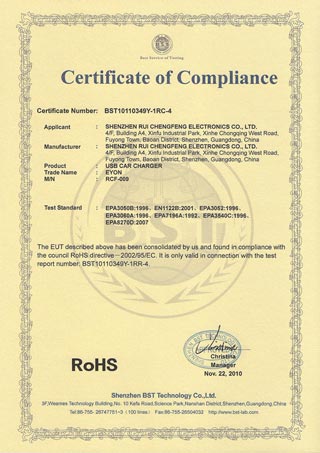 BST
Best Service of Testing
Certificate of Compliance
Certificate Number: BST10110349Y-1RC-4
Applicant : SHENZHEN RUI CHENGFENG ELECTRONICS CO., LTD.
4/F, Building A4, Xinfu Industrial Park, Xinhe Chongqing West Road,
Fuyong Town, Baoan District, Shenzhen, Guangdong, China
Manufacturer : SHENZHEN RUI CHENGFENG ELECTRONICS CO., LTD.
4/F, Building A4, Xinfu Industrial Park, Xinhe Chongqing West Road,
Fuyong Town, Baoan District, Shenzhen, Guangdong, China
Product : USB CAR CHARGER
Trade Name : EYON
M/N : RCF-009
Test Standard : EPA3050B:1996、EN1122B:2001、EPA3052:1996、
EPA3060A:1996、EPA7196A:1992、EPA3540C:1996、
EPA8270D:2007
The EUT described above has been consolidated by us and found in compliance with
the council RoHS directive－2002/95/EC. It is only valid in connection with the test
report number: BST10110349Y-1RR-4.
BST
RoHS
Christina
Manager
Nov. 22, 2010
Shenzhen BST Technology Co.,Ltd.
3F,Weames Technology Building,No. 10 Kefa Road,Science Park,Nanshan District,Shenzhen,Guangdong,China
Tel:86-755- 26747751~3 (100 lines) Fax:86-755-26504032 http://www.bst-lab.com